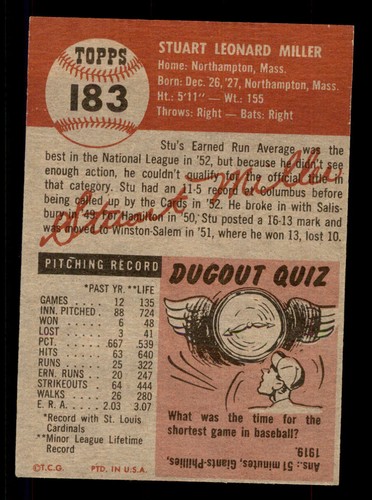 TOPPS
183
STUART LEONARD MILLER
Home: Northampton, Mass.
Born: Dec. 26, '27, Northampton, Mass.
Ht.: 5'11" — Wt.: 155
Throws: Right — Bats: Right
Stu's Earned Run Average was the
best in the National League in '52, but because he didn't see
enough action, he couldn't qualify for the official title in
that category. Stu had an 11-5 record at Columbus before
being called up by the Cards in '52. He broke in with Salis-
bury in '49. For Hamilton in '50, Stu posted a 16-13 mark and
was moved to Winston-Salem in '51, where he won 13, lost 10.
Stuart Miller
PITCHING RECORD
*PAST YR. **LIFE
GAMES 12 135
INN. PITCHED 88 724
WON 6 48
LOST 3 41
PCT. .667 .539
HITS 63 640
RUNS 25 322
ERN. RUNS 20 247
STRIKEOUTS 64 444
WALKS 26 280
E. R. A. 2.03 3.07
*Record with St. Louis
Cardinals
**Minor League Lifetime
Record
©T.C.G. PTD. IN U.S.A.
DUGOUT QUIZ
What was the time for the
shortest game in baseball?
Ans.: 51 minutes, Giants-Phillies,
1919.